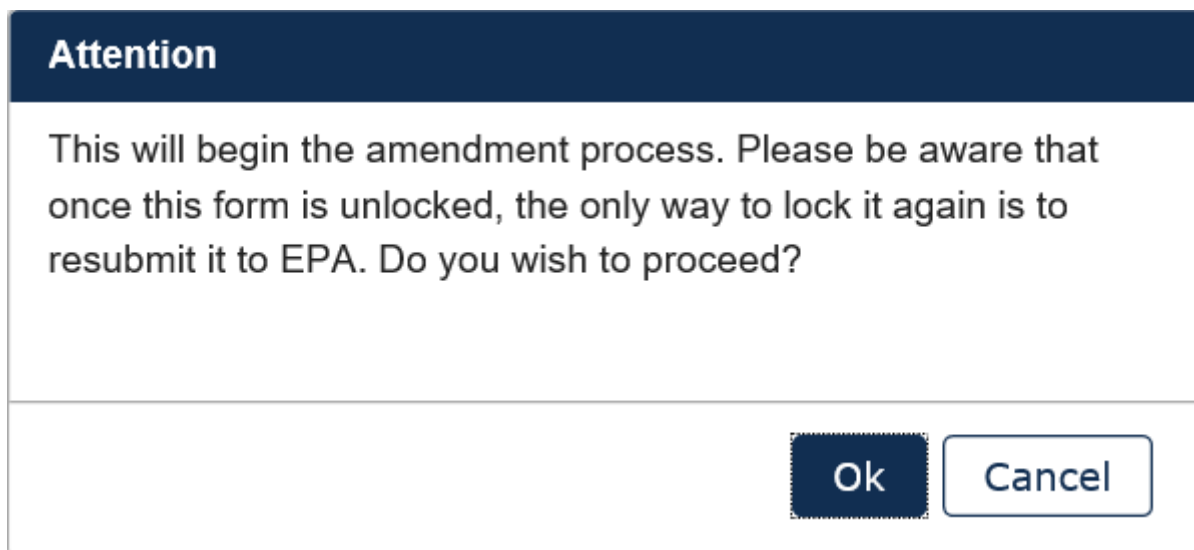 Attention
This will begin the amendment process. Please be aware that
once this form is unlocked, the only way to lock it again is to
resubmit it to EPA. Do you wish to proceed?
Ok Cancel